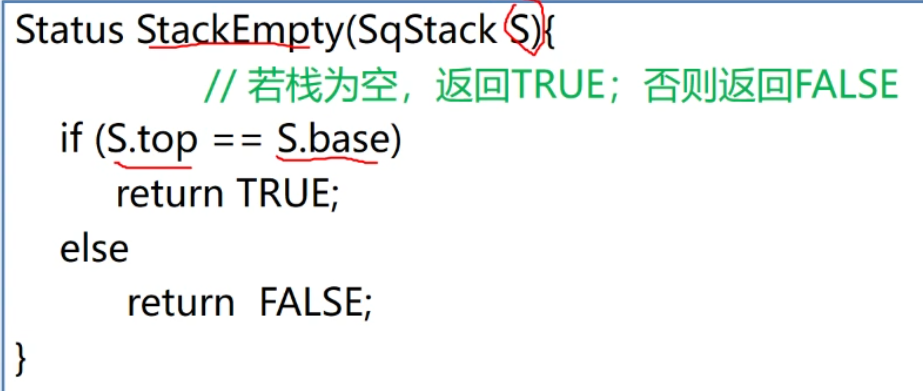 Status StackEmpty(SqStack S){
// 若栈为空，返回TRUE；否则返回FALSE
if (S.top == S.base)
return TRUE;
else
return FALSE;
}